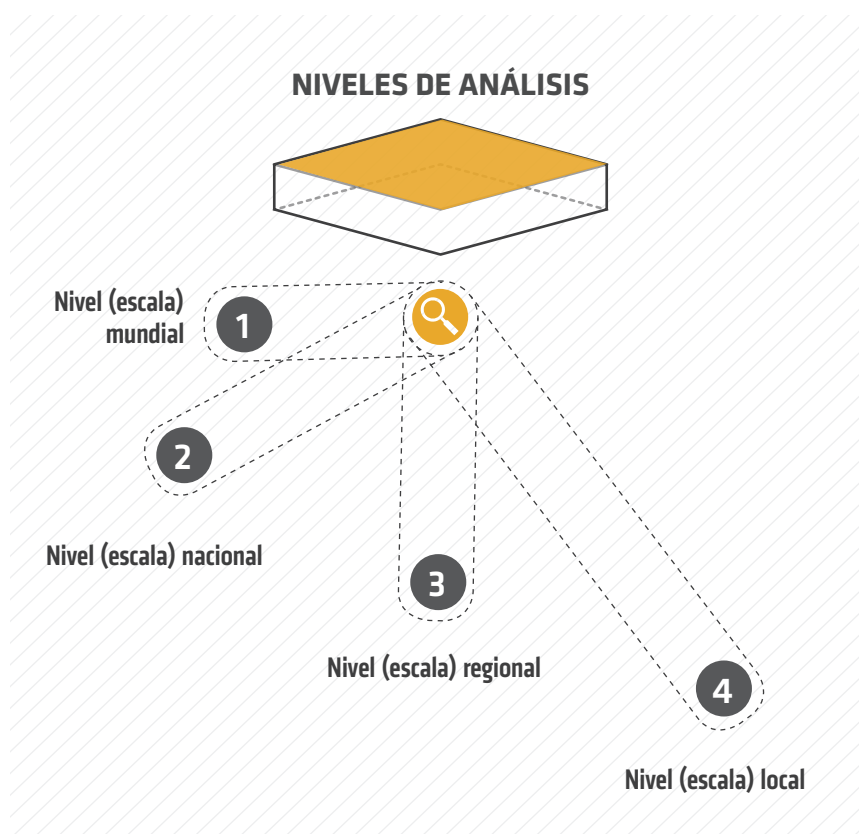 NIVELES DE ANÁLISIS
Nivel (escala)
mundial
1
2
Nivel (escala) nacional
3
Nivel (escala) regional
4
Nivel (escala) local